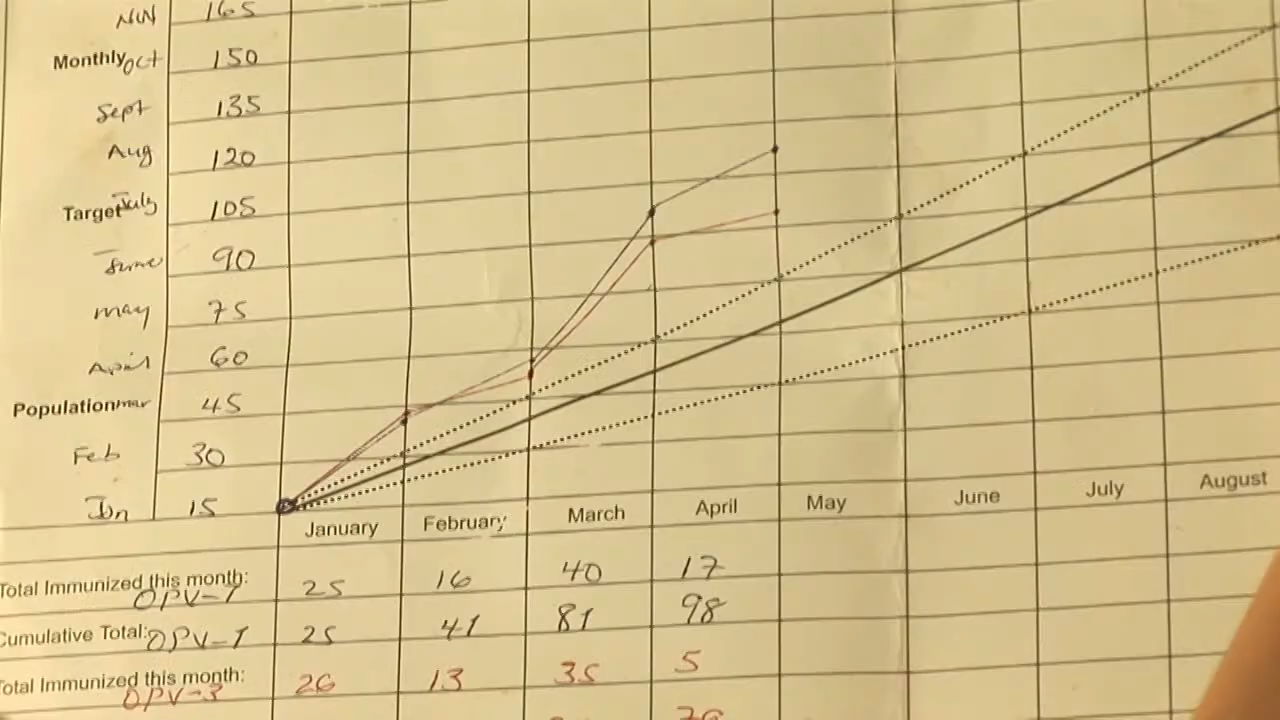 Nov 165
Monthly Oct 150
Sept 135
Aug 120
Target July 105
June 90
May 75
April 60
Population mar 45
Feb 30
Jan 15
January February March April May June July August
Total Immunized this month: 25 16 40 17
OPV-1
Cumulative Total: OPV-1 25 41 81 98
Total Immunized this month: 26 13 35 5
OPV-3